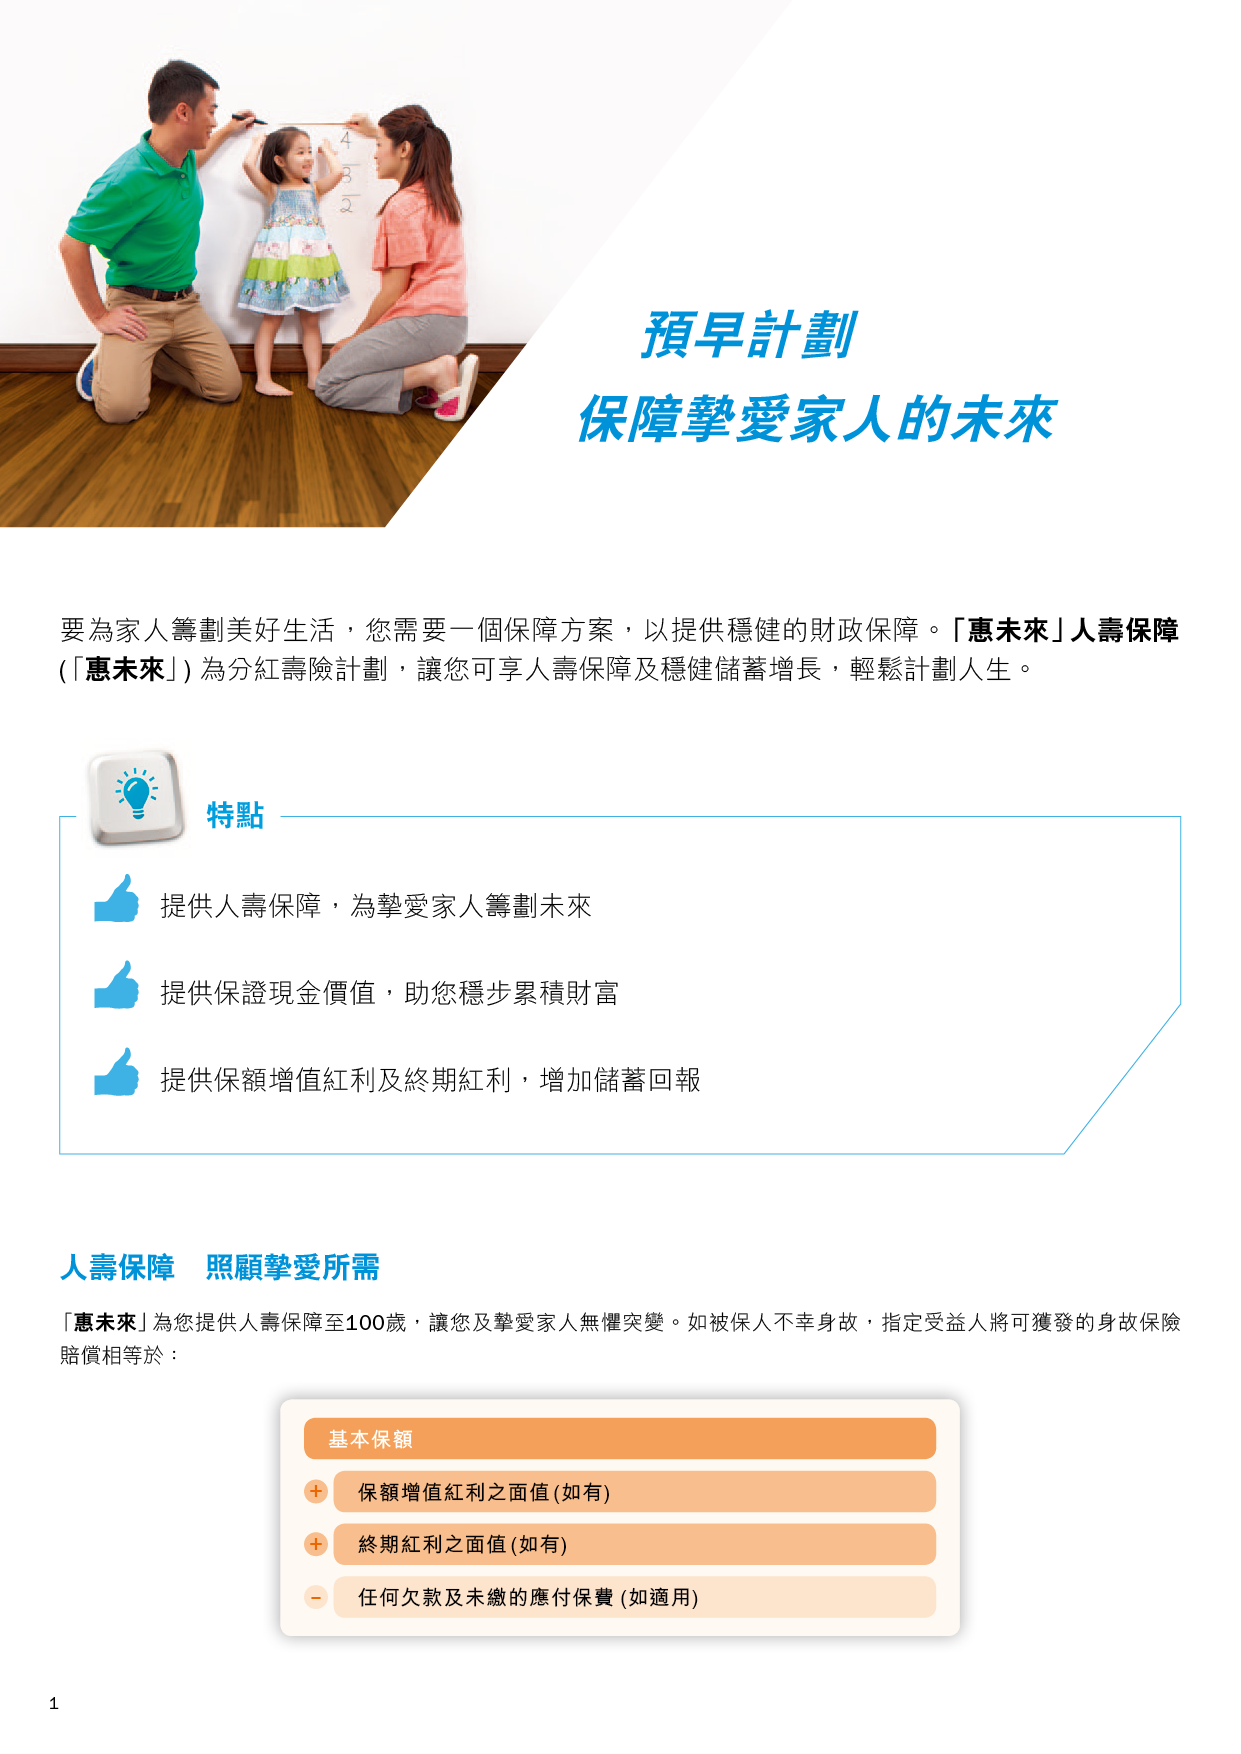 4
3
2
預早計劃
保障摯愛家人的未來
要為家人籌劃美好生活，您需要一個保障方案，以提供穩健的財政保障。「惠未來」人壽保障
(「惠未來」) 為分紅壽險計劃，讓您可享人壽保障及穩健儲蓄增長，輕鬆計劃人生。
特點
提供人壽保障，為摯愛家人籌劃未來
提供保證現金價值，助您穩步累積財富
提供保額增值紅利及終期紅利，增加儲蓄回報
人壽保障　照顧摯愛所需
「惠未來」為您提供人壽保障至100歲，讓您及摯愛家人無懼突變。如被保人不幸身故，指定受益人將可獲發的身故保險
賠償相等於：
基本保額
+ 保額增值紅利之面值 (如有)
+ 終期紅利之面值 (如有)
− 任何欠款及未繳的應付保費 (如適用)
1